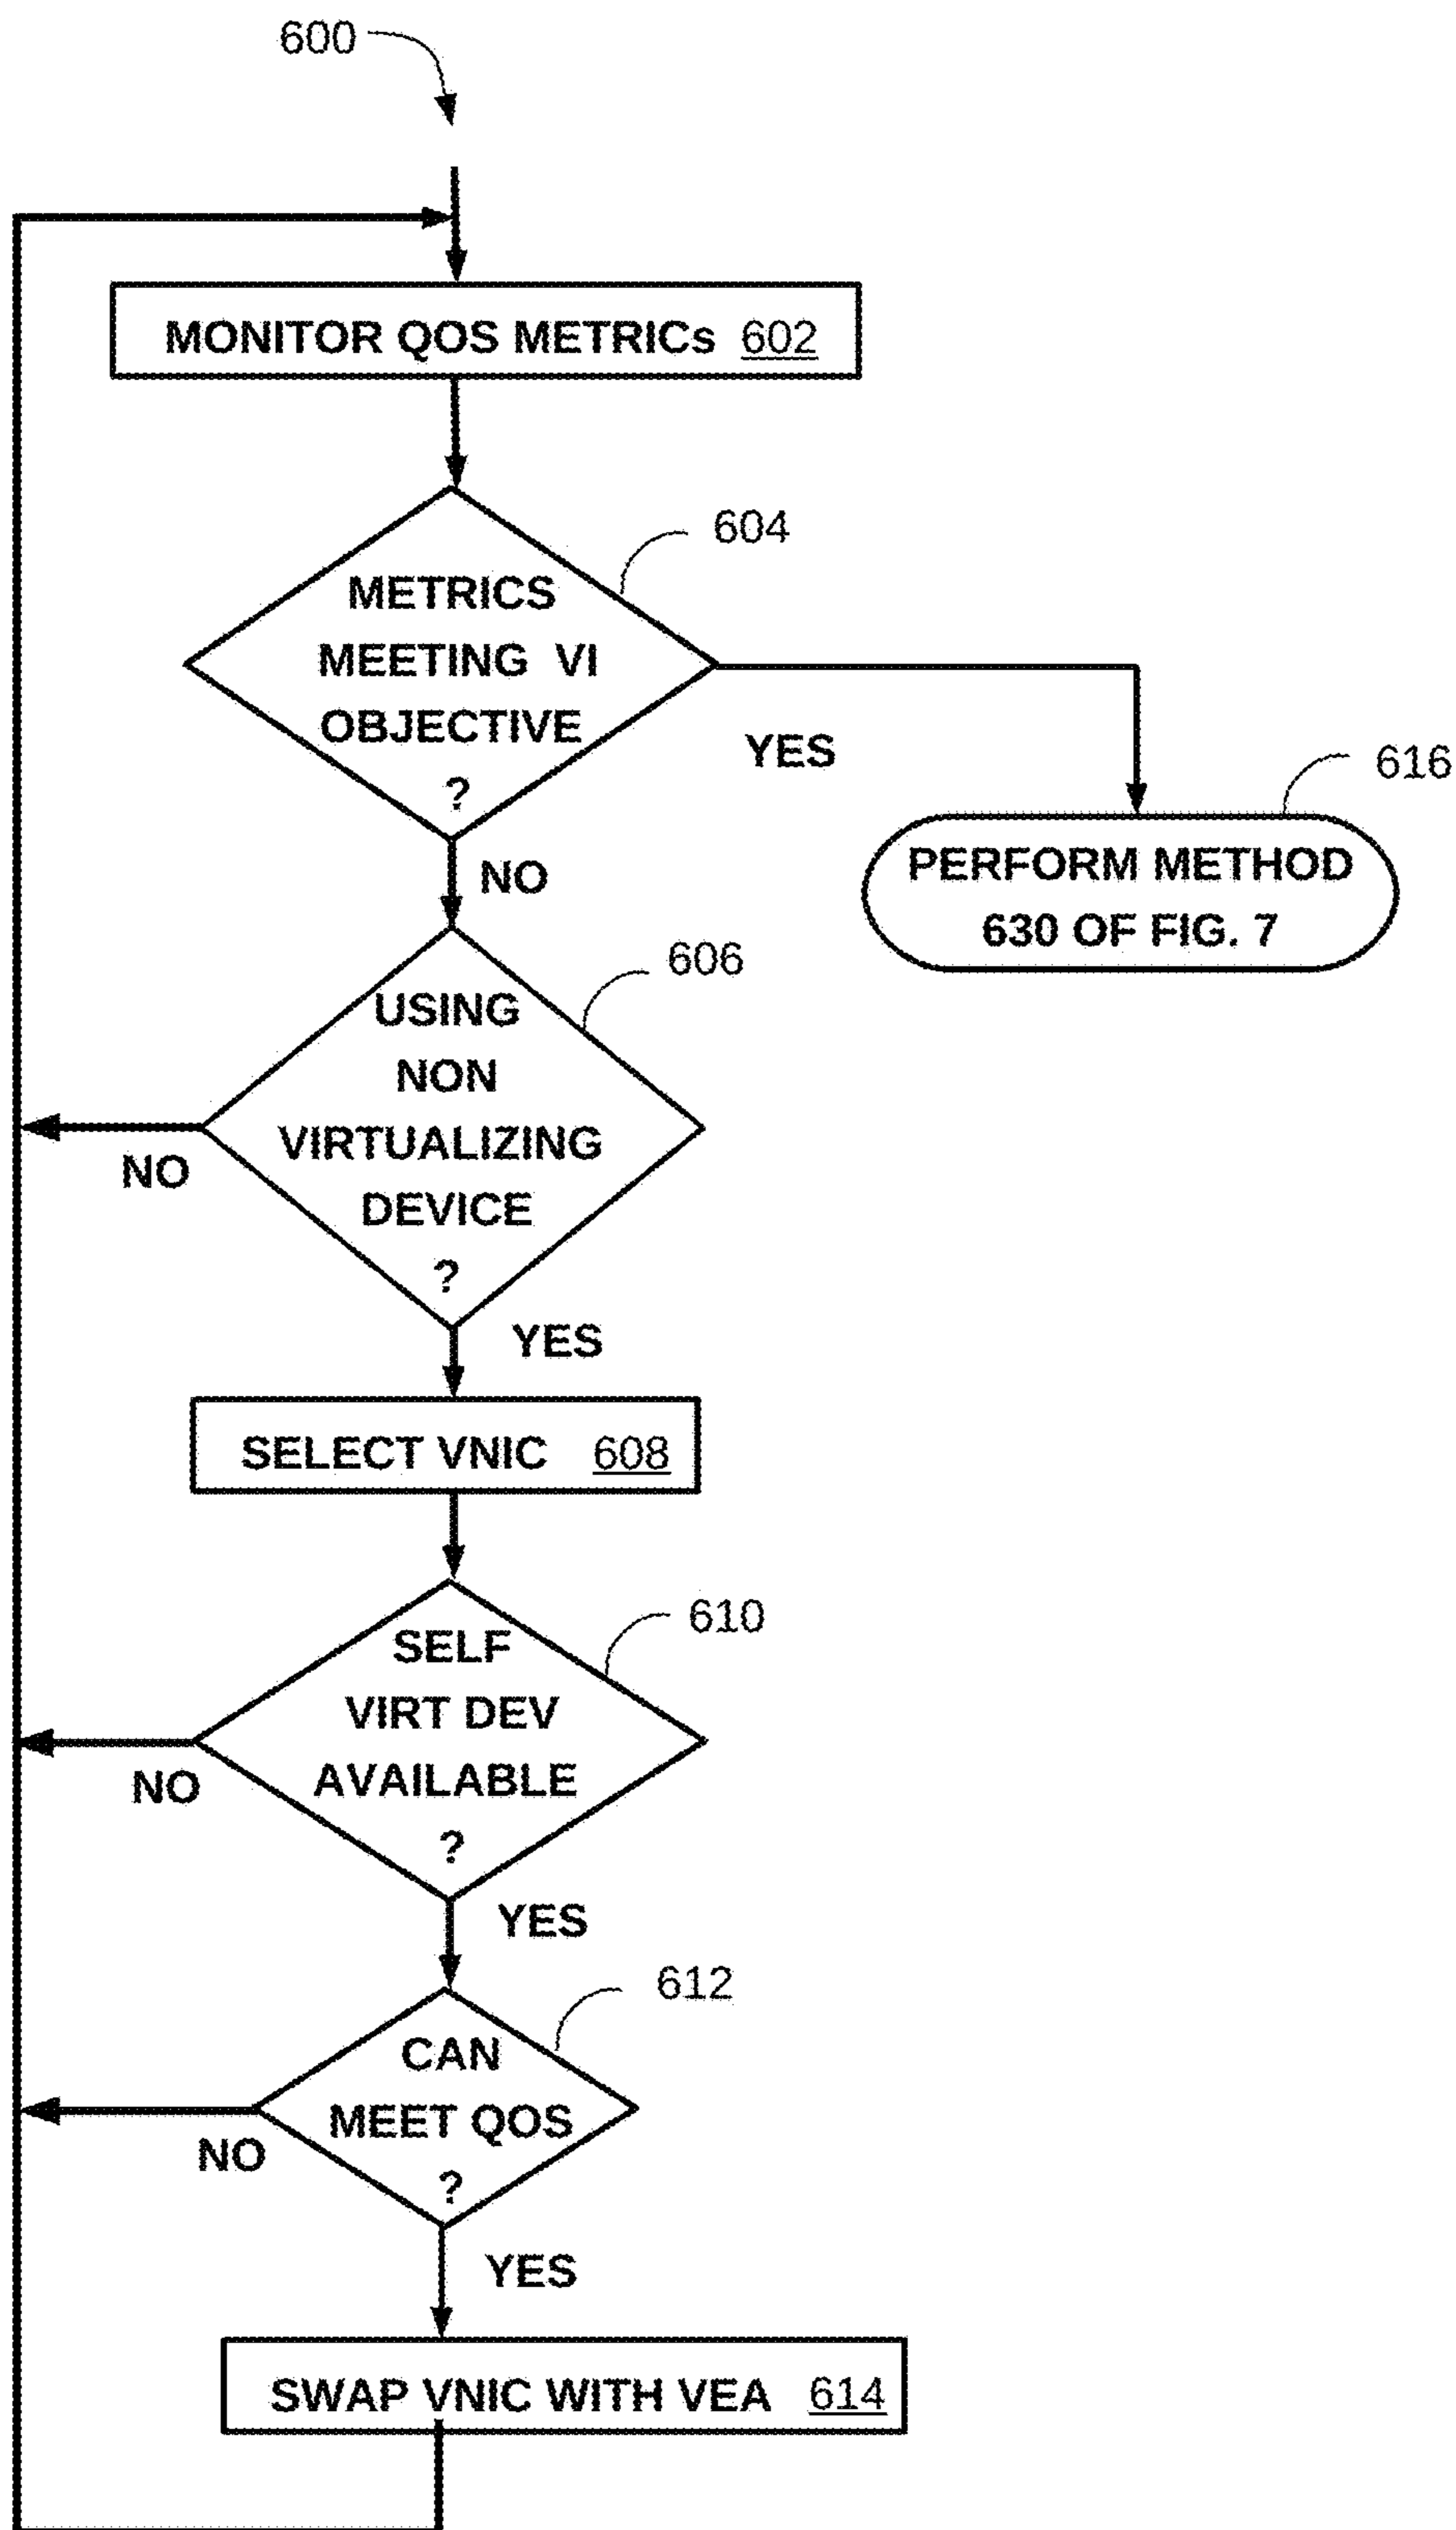 600
MONITOR QOS METRICs 602
604
METRICS
MEETING VI
OBJECTIVE
?
YES
616
PERFORM METHOD
630 OF FIG. 7
NO
606
USING
NON
VIRTUALIZING
DEVICE
?
NO
YES
SELECT VNIC 608
610
SELF
VIRT DEV
AVAILABLE
?
NO
YES
612
CAN
MEET QOS
?
NO
YES
SWAP VNIC WITH VEA 614